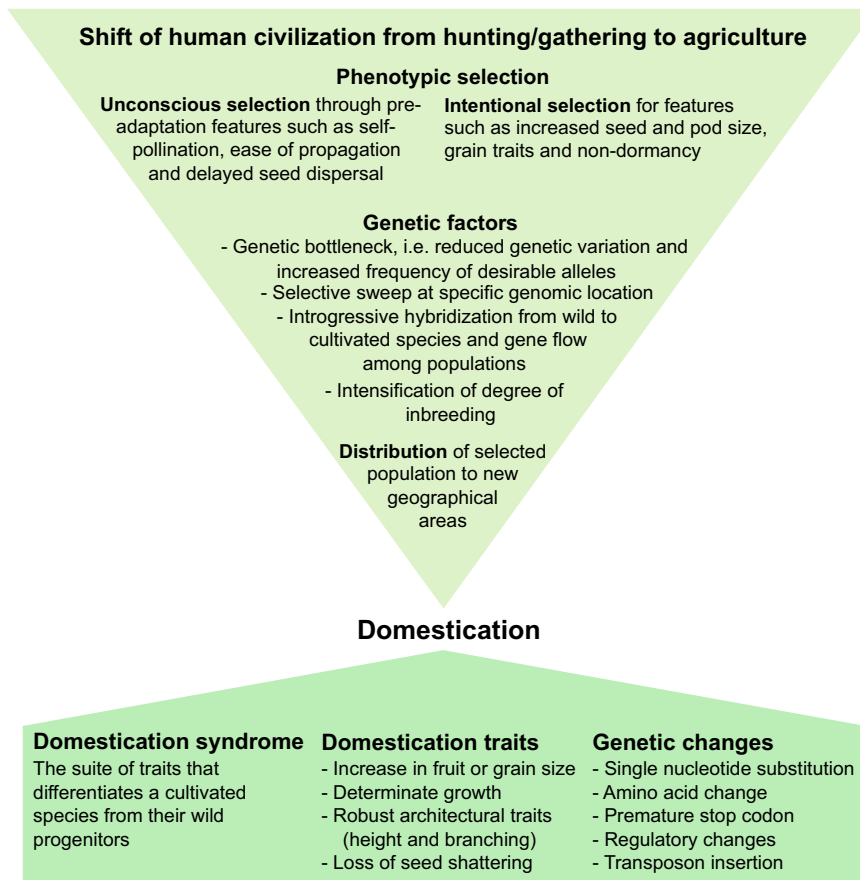 Shift of human civilization from hunting/gathering to agriculture
Phenotypic selection
Unconscious selection through pre-
adaptation features such as self-
pollination, ease of propagation
and delayed seed dispersal
Intentional selection for features
such as increased seed and pod size,
grain traits and non-dormancy
Genetic factors
- Genetic bottleneck, i.e. reduced genetic variation and
increased frequency of desirable alleles
- Selective sweep at specific genomic location
- Introgressive hybridization from wild to
cultivated species and gene flow
among populations
- Intensification of degree of
inbreeding
Distribution of selected
population to new
geographical
areas
Domestication
Domestication syndrome
The suite of traits that
differentiates a cultivated
species from their wild
progenitors
Domestication traits
- Increase in fruit or grain size
- Determinate growth
- Robust architectural traits
(height and branching)
- Loss of seed shattering
Genetic changes
- Single nucleotide substitution
- Amino acid change
- Premature stop codon
- Regulatory changes
- Transposon insertion